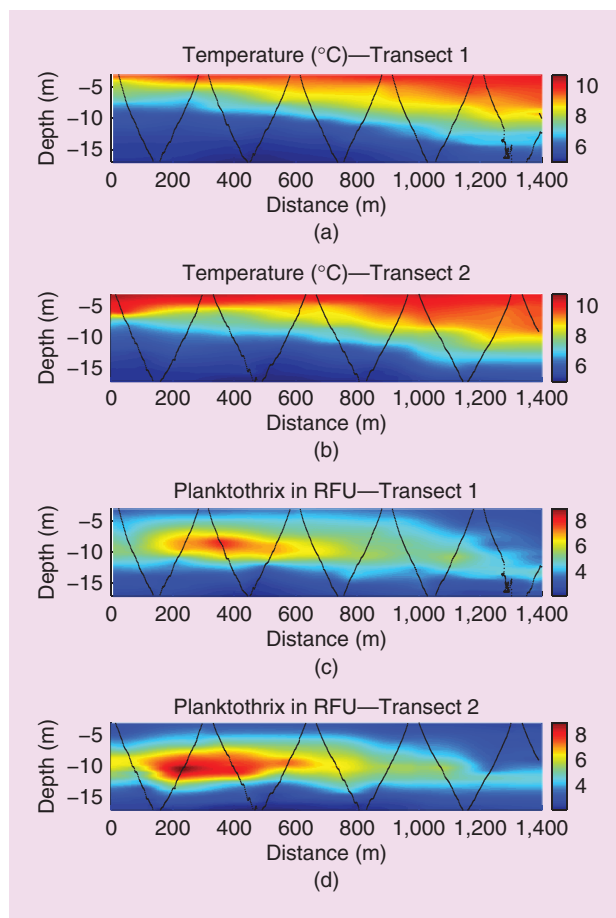 Temperature (°C)—Transect 1
Depth (m)
−5
−10
−15
10
8
6
0 200 400 600 800 1,000 1,200 1,400
Distance (m)
(a)
Temperature (°C)—Transect 2
Depth (m)
−5
−10
−15
10
8
6
0 200 400 600 800 1,000 1,200 1,400
Distance (m)
(b)
Planktothrix in RFU—Transect 1
Depth (m)
−5
−10
−15
8
6
4
0 200 400 600 800 1,000 1,200 1,400
Distance (m)
(c)
Planktothrix in RFU—Transect 2
Depth (m)
−5
−10
−15
8
6
4
0 200 400 600 800 1,000 1,200 1,400
Distance (m)
(d)